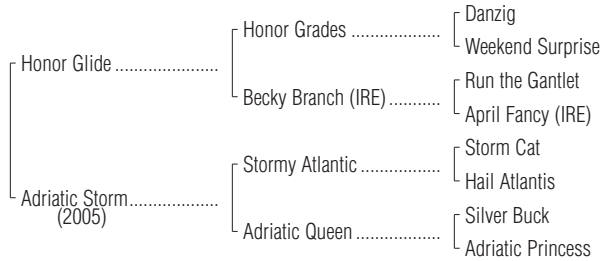 Danzig
Honor Grades ..................
Weekend Surprise
Honor Glide .....................
Run the Gantlet
Becky Branch (IRE) ..........
April Fancy (IRE)
Storm Cat
Stormy Atlantic ................
Hail Atlantis
Adriatic Storm..................
(2005)
Silver Buck
Adriatic Queen .................
Adriatic Princess